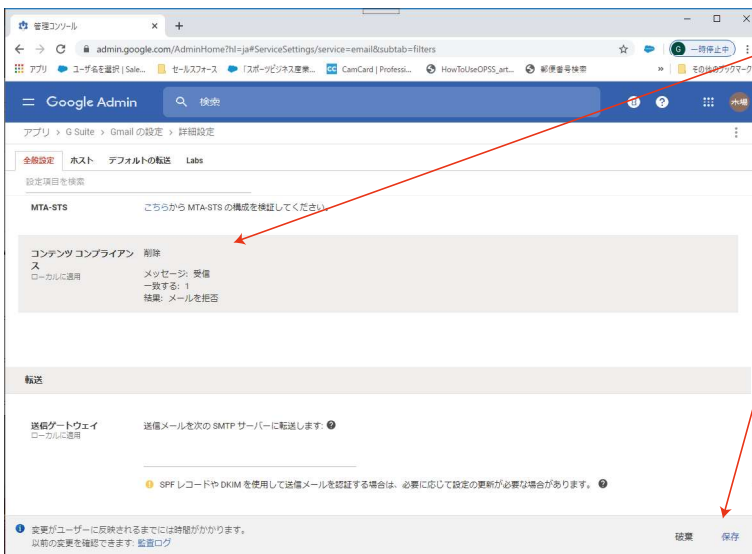 管理コンソール
admin.google.com/AdminHome?hl=ja#ServiceSettings/service=email&subtab=filters
一時停止中
アプリ ユーザ名を選択 | Sale... セールスフォース 「スポーツビジネス産業... CamCard | Professi... HowToUseOPSS_art... 郵便番号検索 » その他のブックマーク
Google Admin 検索
アプリ > G Suite > Gmail の設定 > 詳細設定
全般設定 ホスト デフォルトの転送 Labs
設定項目を検索
MTA-STS こちらから MTA-STS の構成を検証してください。
コンテンツ コンプライアン 削除
ス
ローカルに適用
メッセージ: 受信
一致する: 1
結果: メールを拒否
転送
送信ゲートウェイ 送信メールを次の SMTP サーバーに転送します:
ローカルに適用
SPF レコードや DKIM を使用して送信メールを認証する場合は、必要に応じて設定の更新が必要な場合があります。
変更がユーザーに反映されるまでには時間がかかります。
以前の変更を確認できます: 監査ログ
破棄 保存